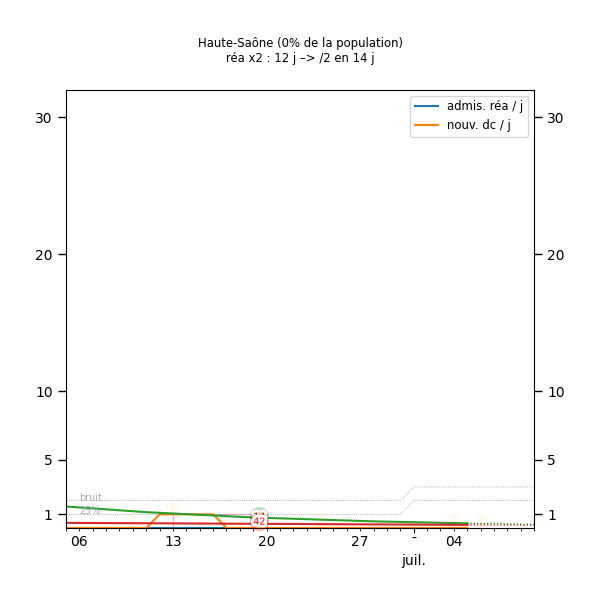 Haute-Saône (0% de la population)
réa x2 : 12 j –> /2 en 14 j
admis. réa / j
nouv. dc / j
30 30
20 20
10 10
5 5
1 1
bruit
25%
42
06 13 20 27 - 04
juil.